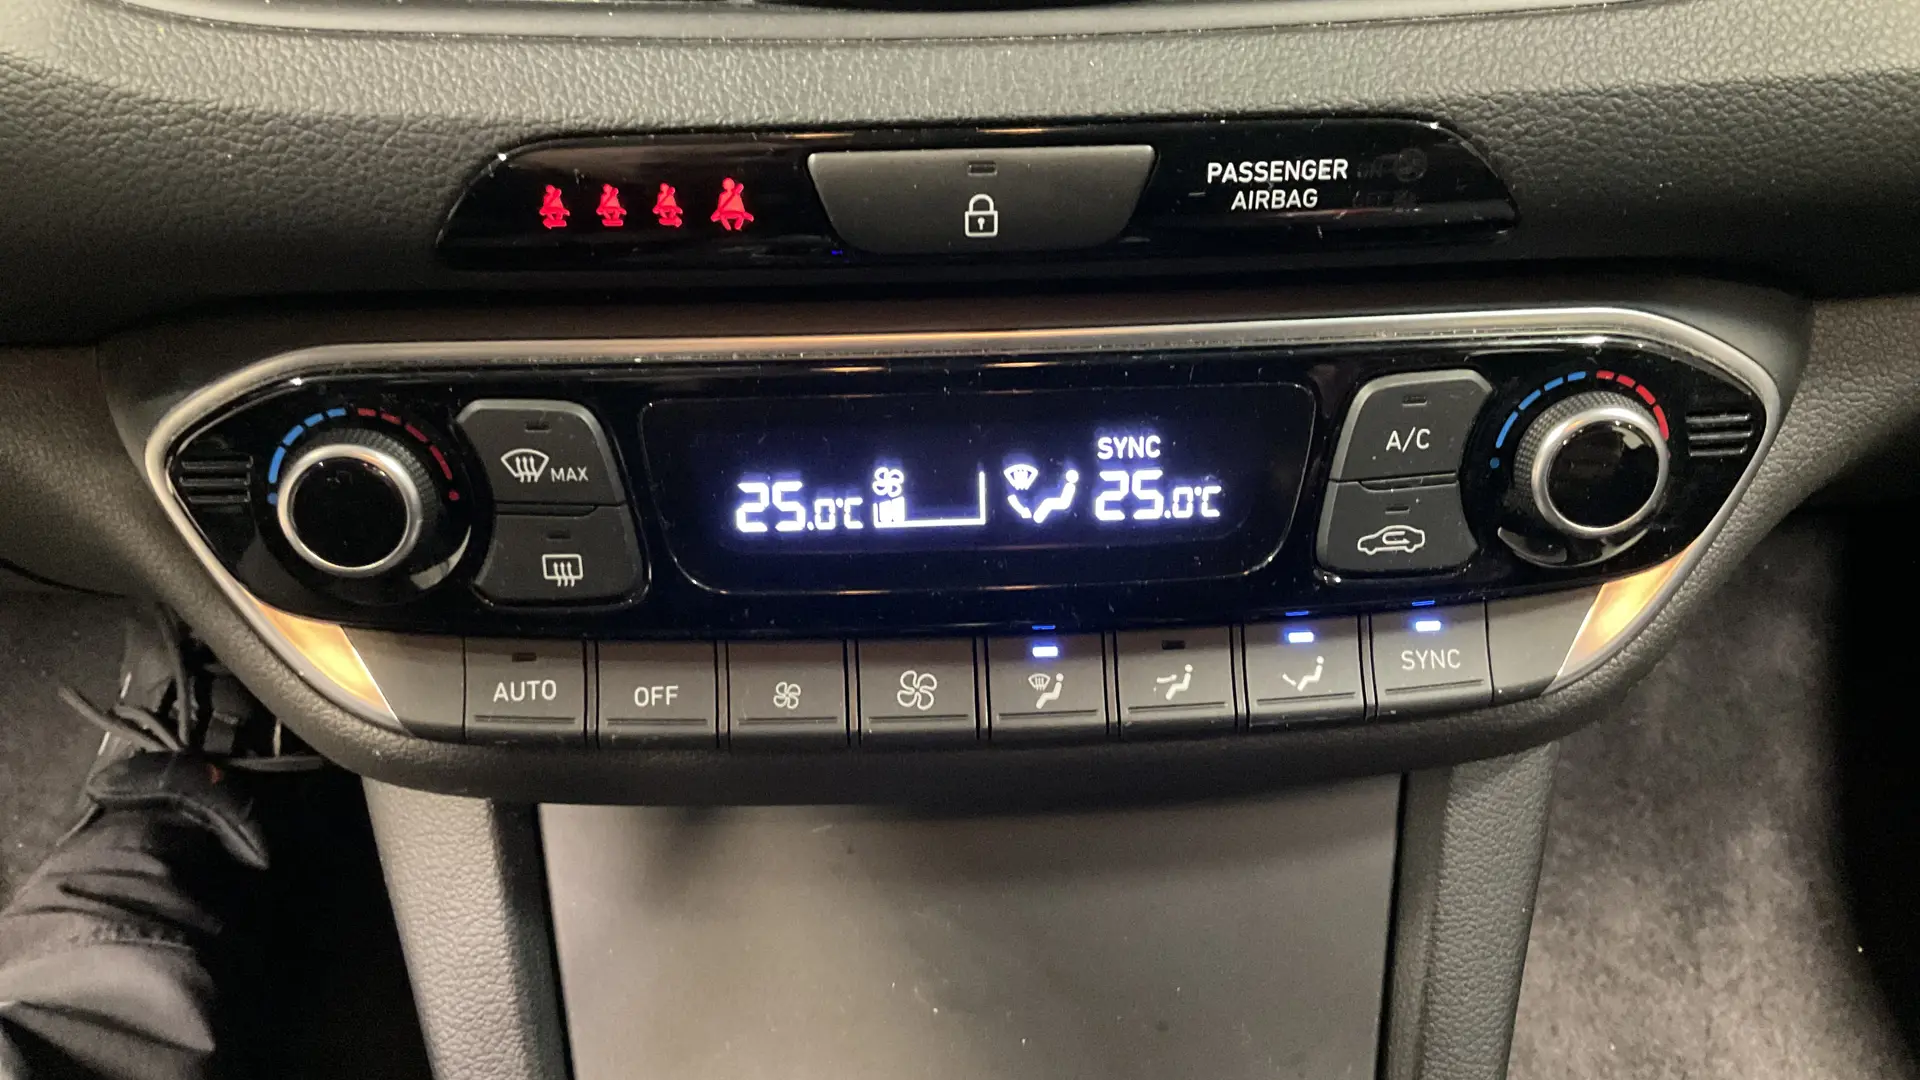 PASSENGER
AIRBAG
MAX
25.0°C
SYNC
25.0°C
A/C
AUTO
OFF
SYNC